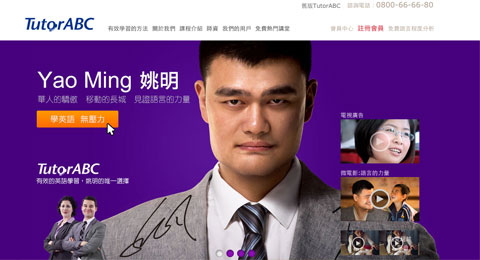 舊版TutorABC 諮詢電話：0800-66-66-80
TutorABC
有效學習的方法 關於我們 課程介紹 師資 我們的用戶 免費熱門講堂
會員中心 註冊會員 免費語言程度分析
Yao Ming 姚明
華人的驕傲 移動的長城 見證語言的力量
學英語 無壓力
TutorABC
有效的英語學習，姚明的唯一選擇
電視廣告
微電影:語言的力量